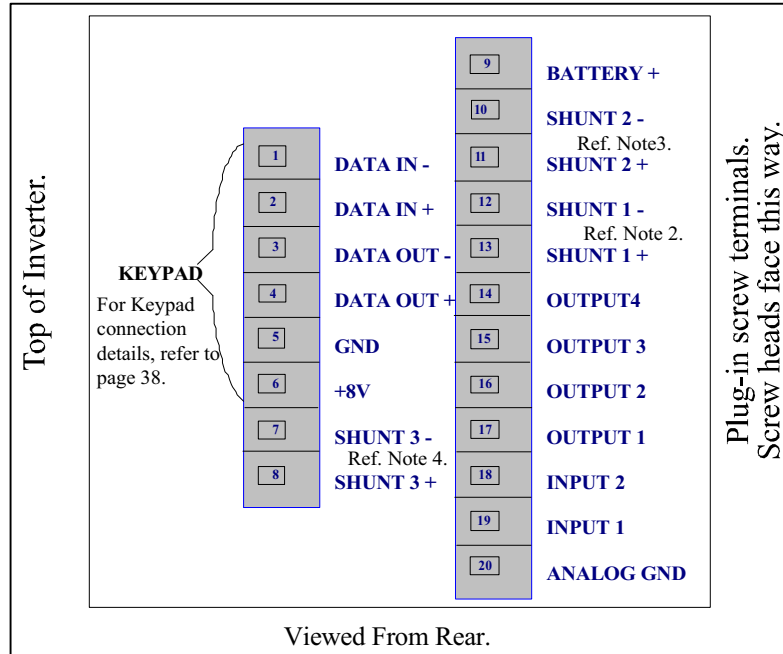 Top of Inverter.
KEYPAD
For Keypad
connection
details, refer to
page 38.
1 DATA IN -
2 DATA IN +
3 DATA OUT -
4 DATA OUT +
5 GND
6 +8V
7 SHUNT 3 -
Ref. Note 4.
8 SHUNT 3 +
9 BATTERY +
10 SHUNT 2 -
Ref. Note3.
11 SHUNT 2 +
12 SHUNT 1 -
Ref. Note 2.
13 SHUNT 1 +
14 OUTPUT4
15 OUTPUT 3
16 OUTPUT 2
17 OUTPUT 1
18 INPUT 2
19 INPUT 1
20 ANALOG GND
Plug-in screw terminals.
Screw heads face this way.
Viewed From Rear.